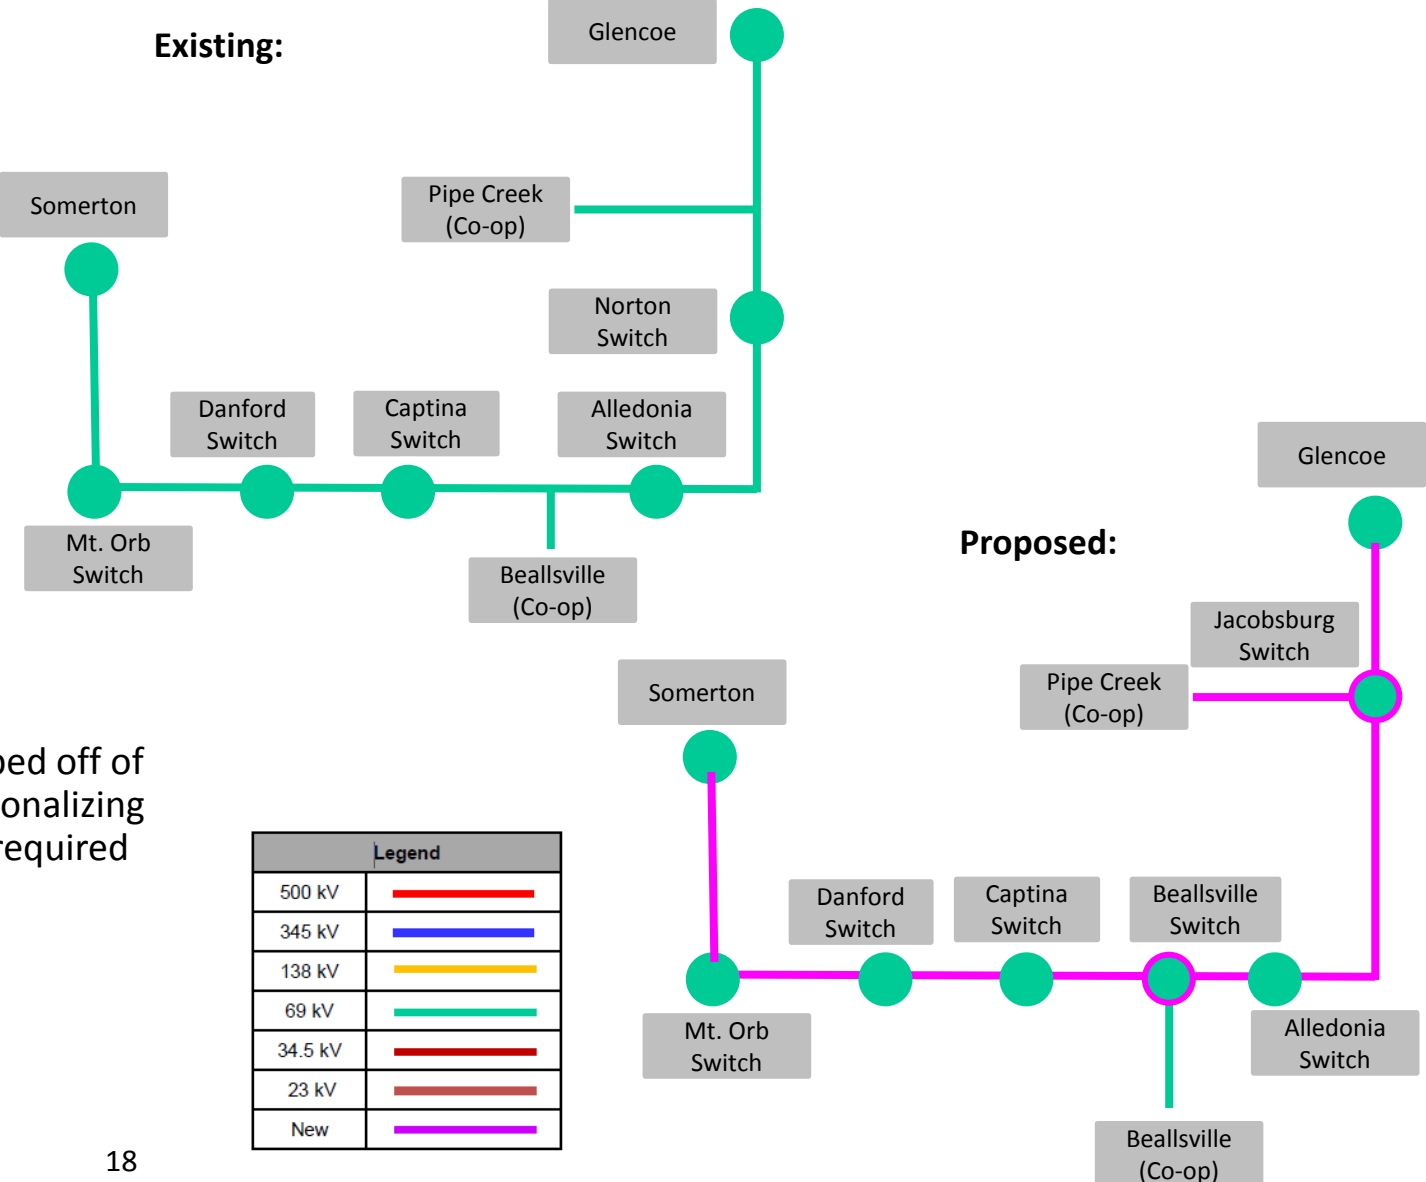 Existing:
Glencoe
Somerton
Pipe Creek
(Co-op)
Norton
Switch
Danford
Switch
Captina
Switch
Alledonia
Switch
Mt. Orb
Switch
Beallsville
(Co-op)
Proposed:
Glencoe
Jacobsburg
Switch
Somerton
Pipe Creek
(Co-op)
Danford
Switch
Captina
Switch
Beallsville
Switch
Mt. Orb
Switch
Alledonia
Switch
Beallsville
(Co-op)
off of
required
Legend
500 kV
345 kV
138 kV
69 kV
34.5 kV
23 kV
New
18